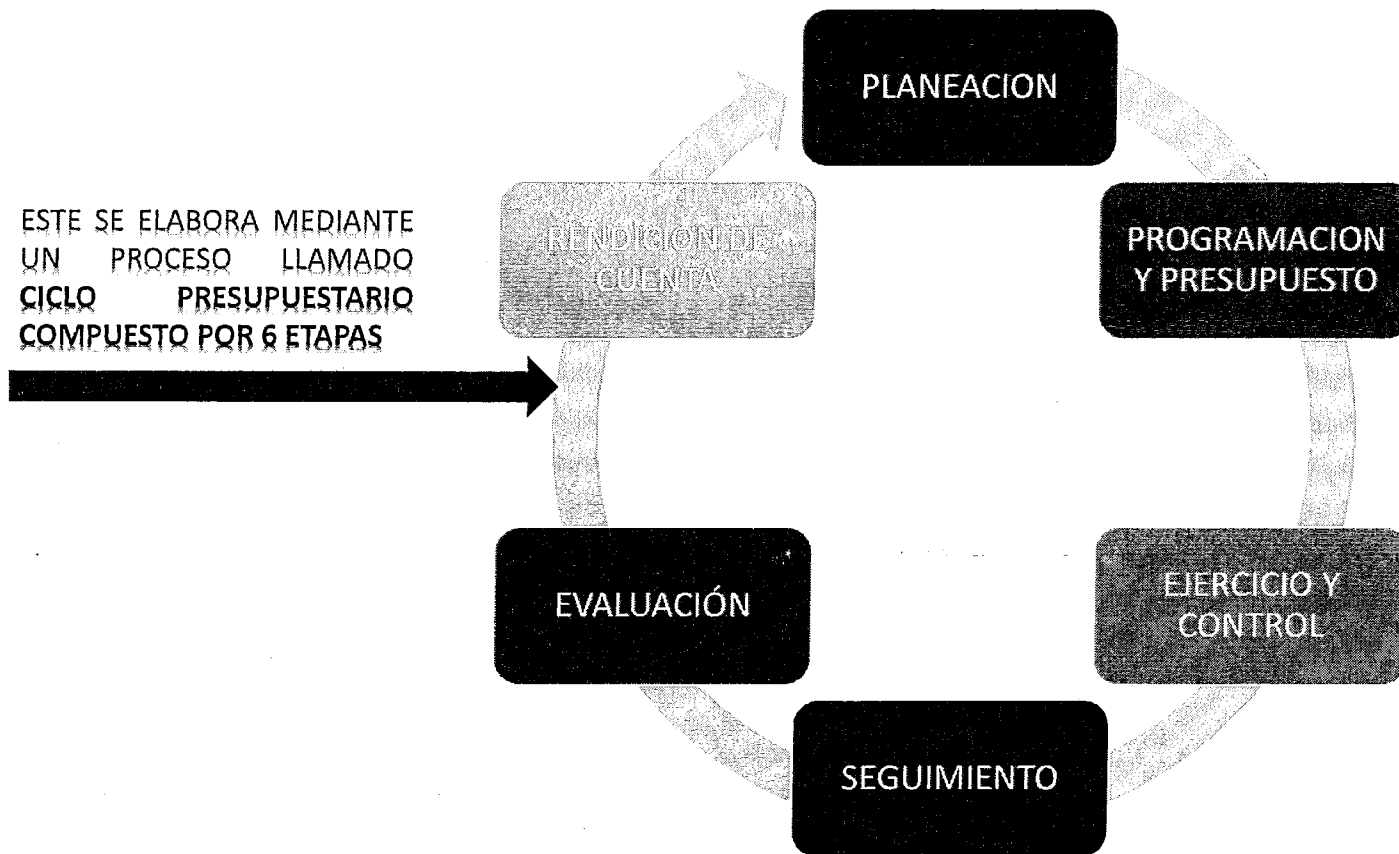 ESTE SE ELABORA MEDIANTE
UN PROCESO LLAMADO
CICLO PRESUPUESTARIO
COMPUESTO POR 6 ETAPAS
PLANEACION
PROGRAMACION
Y PRESUPUESTO
EJERCICIO Y
CONTROL
SEGUIMIENTO
EVALUACIÓN
RENDICION DE
CUENTA